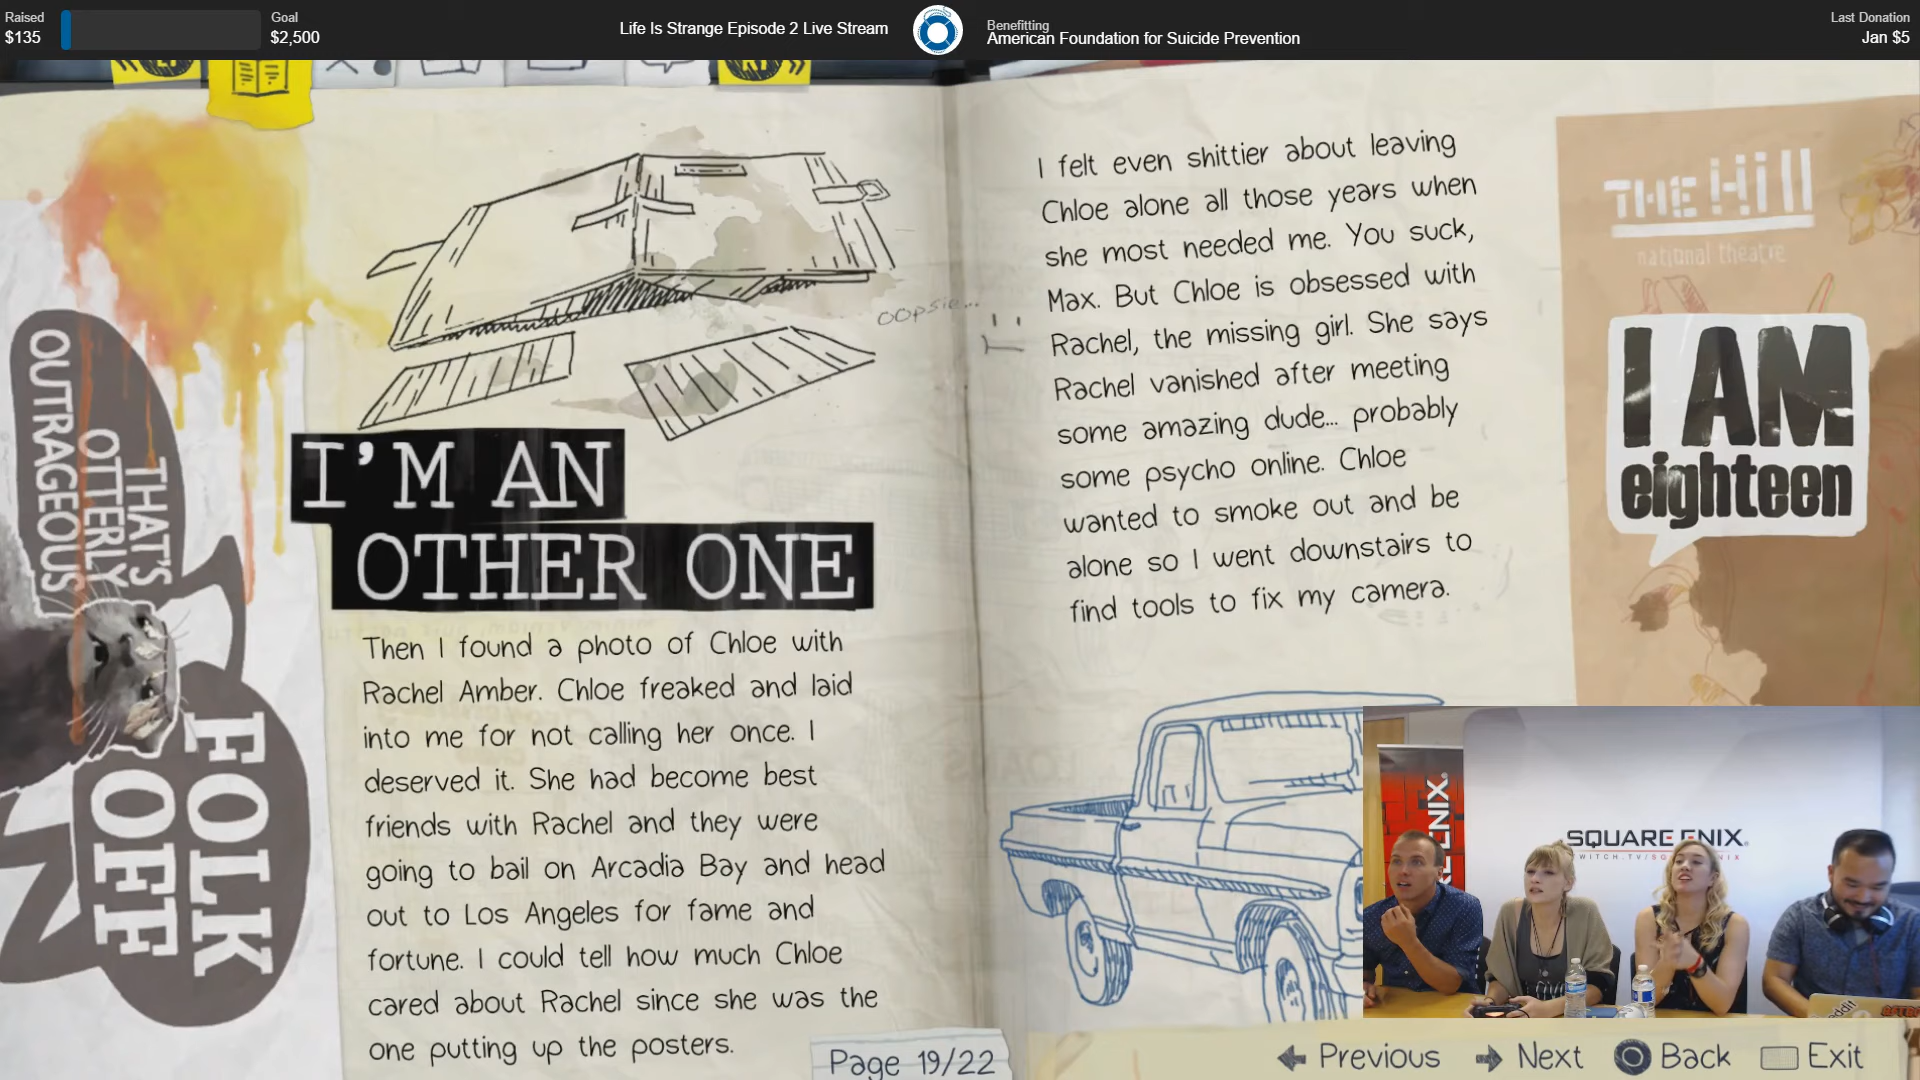 Raised
$135
Goal
$2,500
Life Is Strange Episode 2 Live Stream
Benefitting
American Foundation for Suicide Prevention
Last Donation
Jan $5
THAT'S
OTTERLY
OUTRAGEOUS
FOLK
OFF
oopsie...
I'M AN
OTHER ONE
Then I found a photo of Chloe with
Rachel Amber. Chloe freaked and laid
into me for not calling her once. I
deserved it. She had become best
friends with Rachel and they were
going to bail on Arcadia Bay and head
out to Los Angeles for fame and
fortune. I could tell how much Chloe
cared about Rachel since she was the
one putting up the posters.
Page 19/22
I felt even shittier about leaving
Chloe alone all those years when
she most needed me. You suck,
Max. But Chloe is obsessed with
Rachel, the missing girl. She says
Rachel vanished after meeting
some amazing dude... probably
some psycho online. Chloe
wanted to smoke out and be
alone so I went downstairs to
find tools to fix my camera.
THE Hill
national theatre
I AM
eighteen
SQUARE ENIX
Previous
Next
Back
Exit